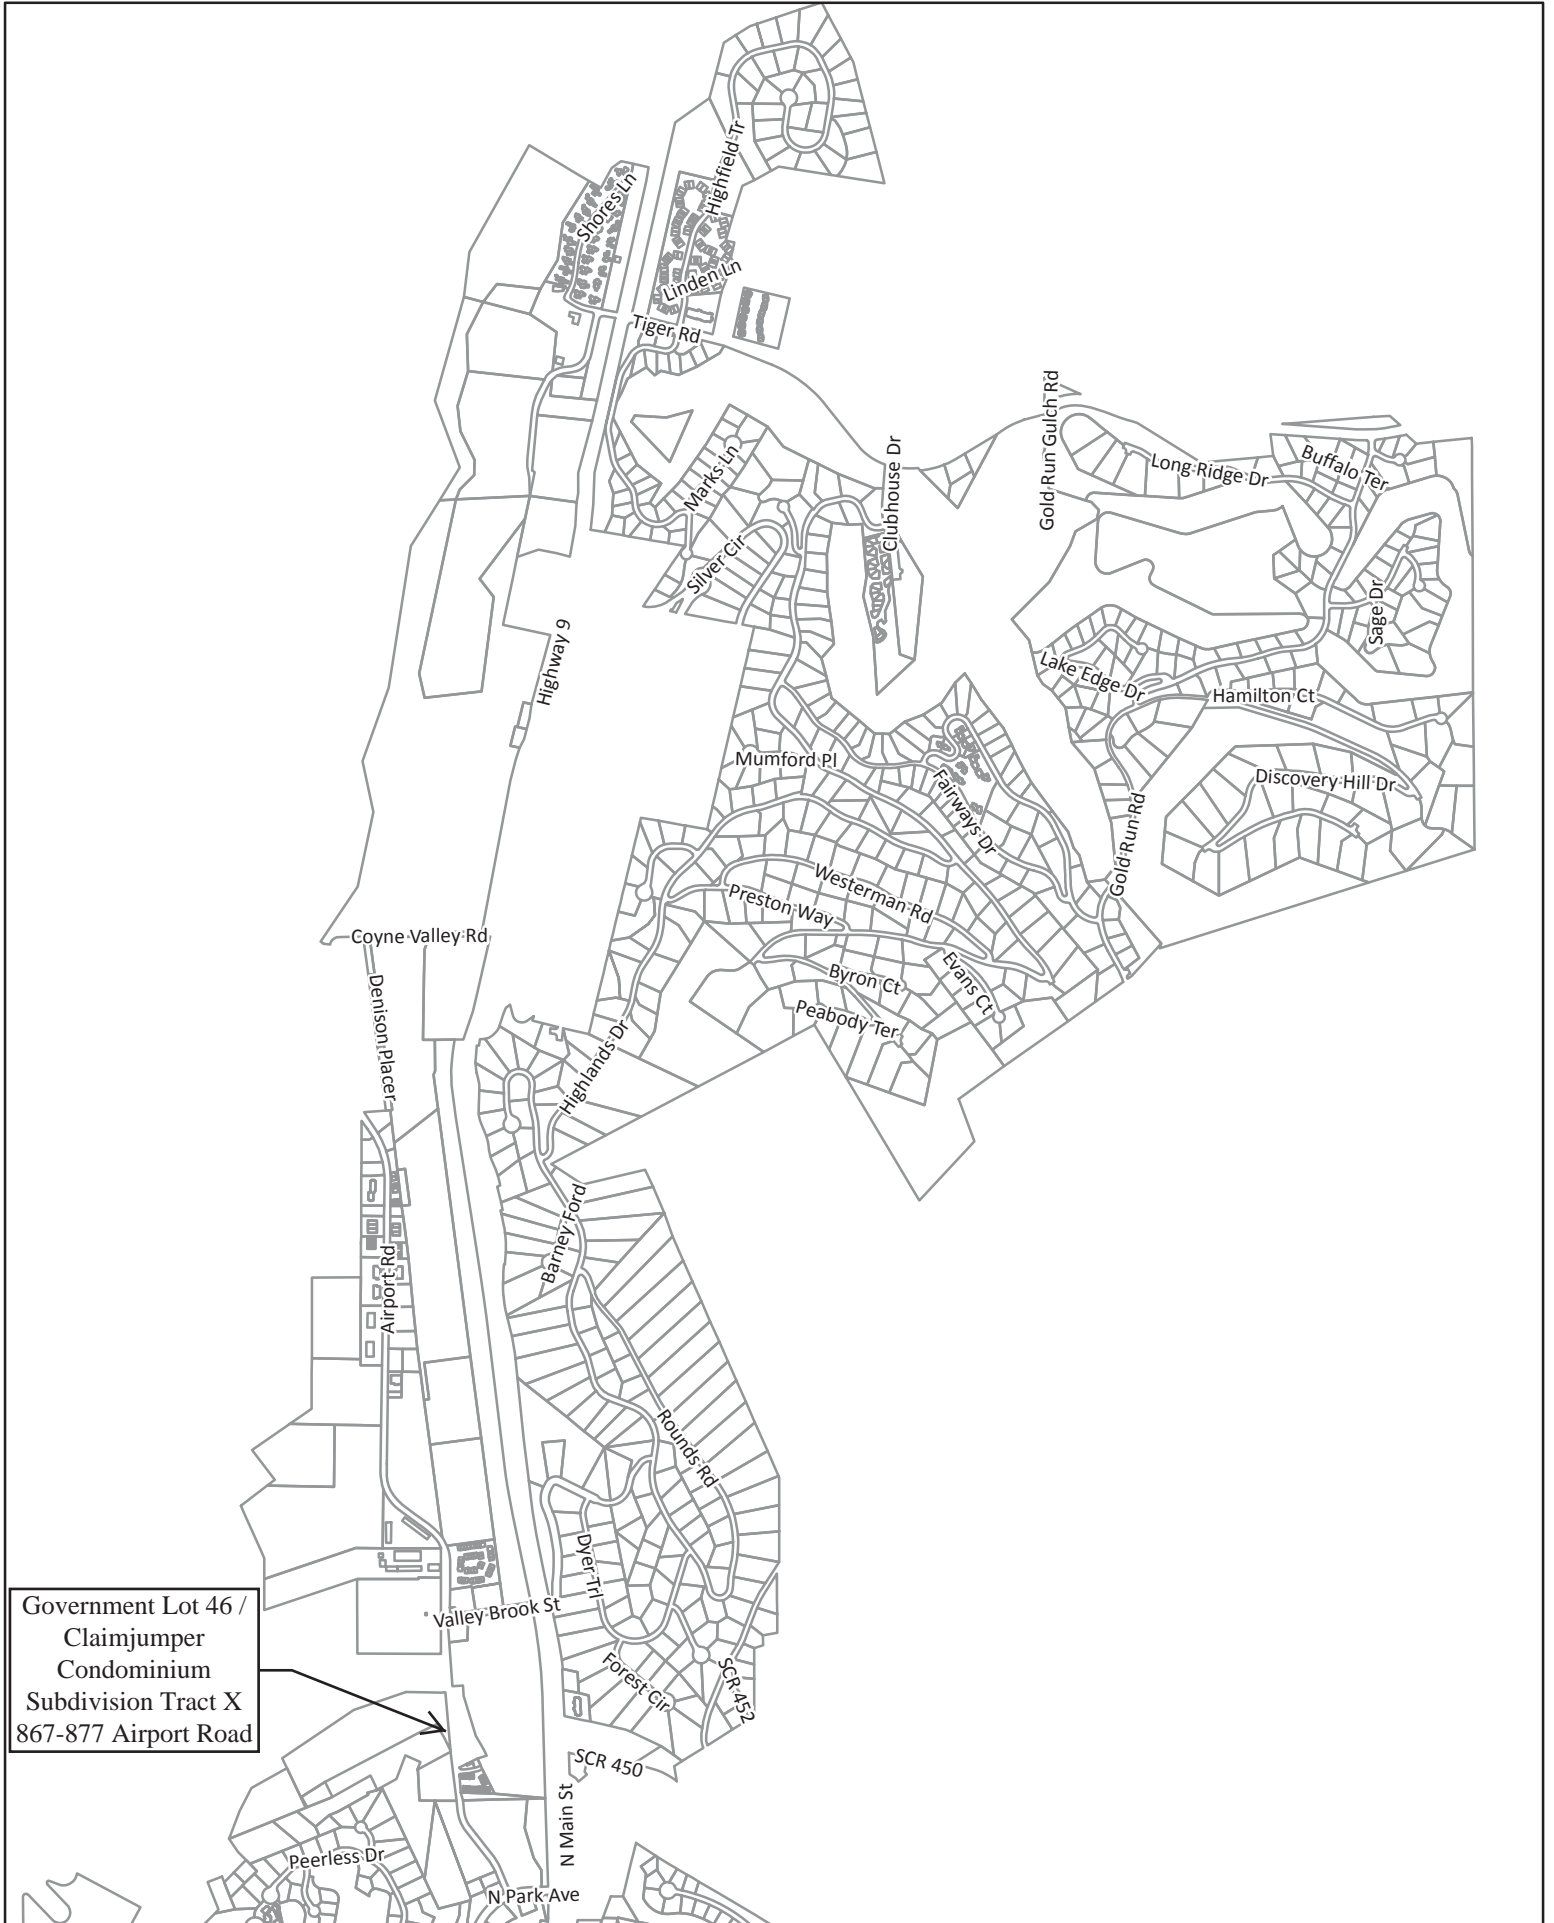 Highfield Tr
Shores Ln
Linden Ln
Tiger Rd
Gold Run Gulch Rd
Clubhouse Dr
Marks Ln
Long Ridge Dr
Buffalo Ter
Silver Cir
Sage Dr
Highway 9
Lake Edge Dr
Hamilton Ct
Mumford Pl
Fairways Dr
Discovery Hill Dr
Gold Run Rd
Westerman Rd
Preston Way
Coyne Valley Rd
Evans Ct
Byron Ct
Denison Placer
Peabody Ter
Highlands Dr
Barney Ford
Airport Rd
Rounds Rd
Dyer Trl
Valley Brook St
Government Lot 46 /
Claimjumper
Condominium
Subdivision Tract X
867-877 Airport Road
Forest Cir
SCR 452
SCR 450
N Main St
Peerless Dr
N Park Ave